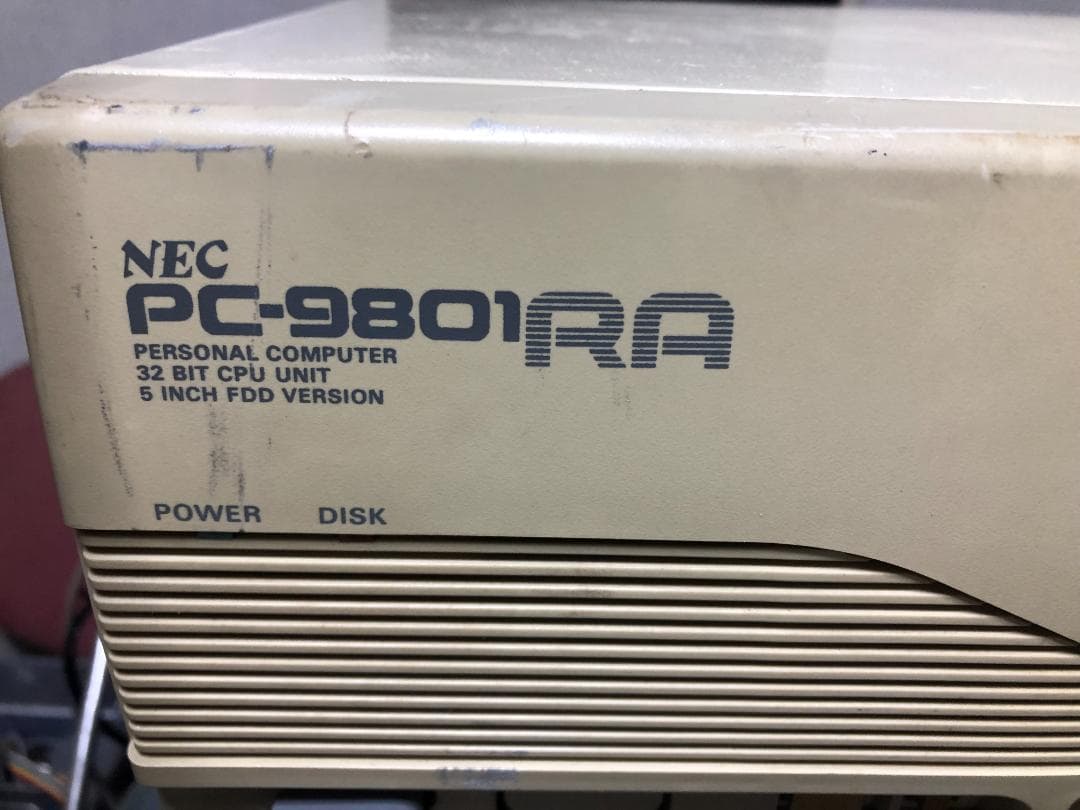 NEC
PC-9801RA
PERSONAL COMPUTER
32 BIT CPU UNIT
5 INCH FDD VERSION
POWER DISK